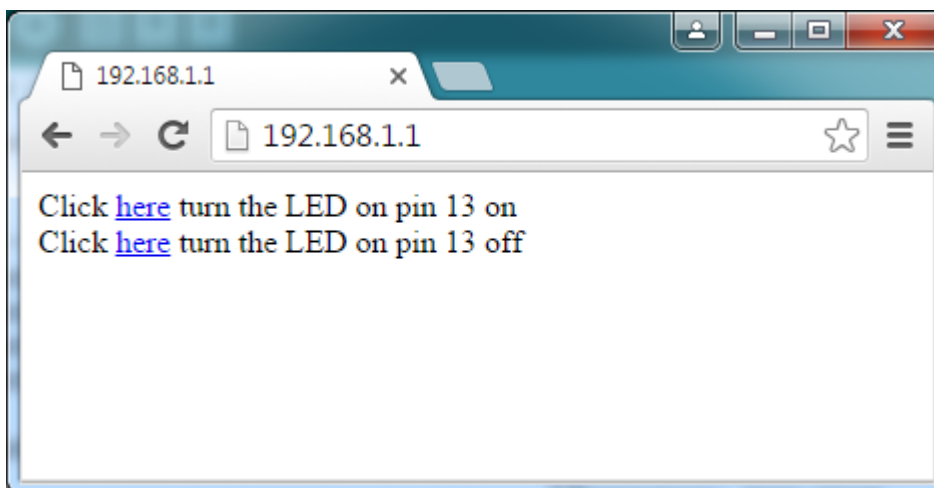 192.168.1.1
192.168.1.1
Click here turn the LED on pin 13 on
Click here turn the LED on pin 13 off